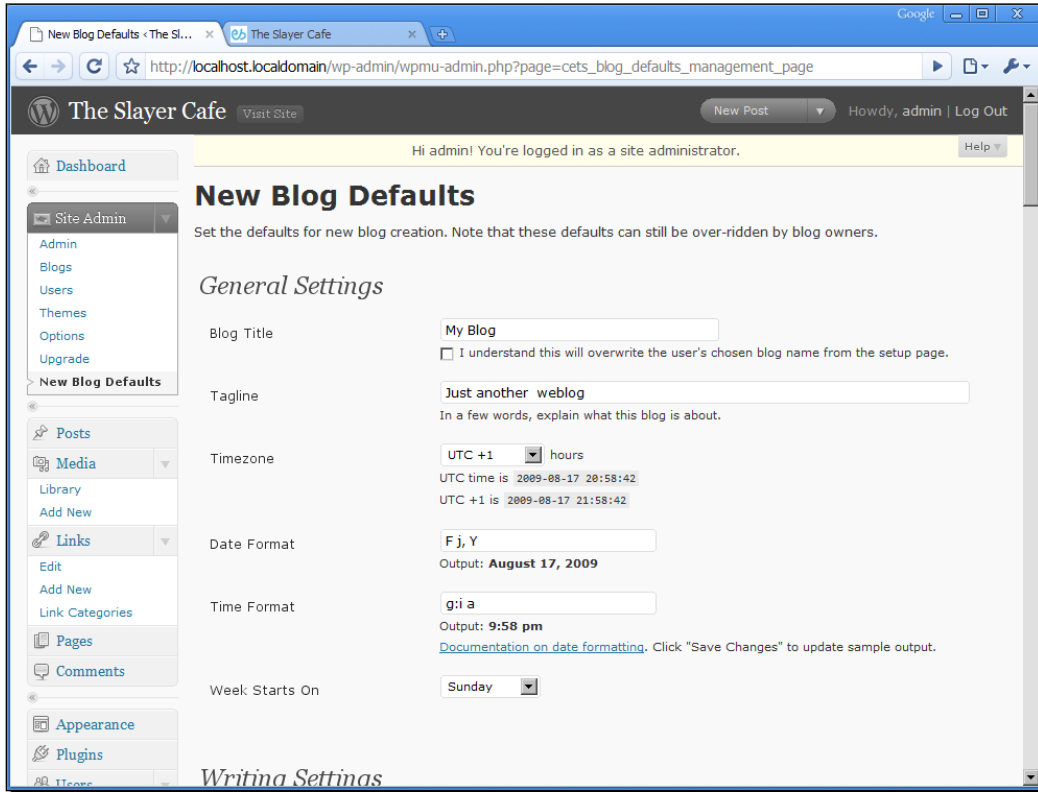 Google
New Blog Defaults ‹ The Sl...
The Slayer Cafe
http://localhost.localdomain/wp-admin/wpmu-admin.php?page=cets_blog_defaults_management_page
The Slayer Cafe Visit Site
New Post
Howdy, admin | Log Out
Hi admin! You're logged in as a site administrator.
Help
Dashboard
Site Admin
Admin
Blogs
Users
Themes
Options
Upgrade
New Blog Defaults
Posts
Media
Library
Add New
Links
Edit
Add New
Link Categories
Pages
Comments
Appearance
Plugins
Users
New Blog Defaults
Set the defaults for new blog creation. Note that these defaults can still be over-ridden by blog owners.
General Settings
Blog Title
My Blog
I understand this will overwrite the user's chosen blog name from the setup page.
Tagline
Just another  weblog
In a few words, explain what this blog is about.
Timezone
UTC +1 hours
UTC time is 2009-08-17 20:58:42
UTC +1 is 2009-08-17 21:58:42
Date Format
F j, Y
Output: August 17, 2009
Time Format
g:i a
Output: 9:58 pm
Documentation on date formatting. Click "Save Changes" to update sample output.
Week Starts On
Sunday
Writing Settings